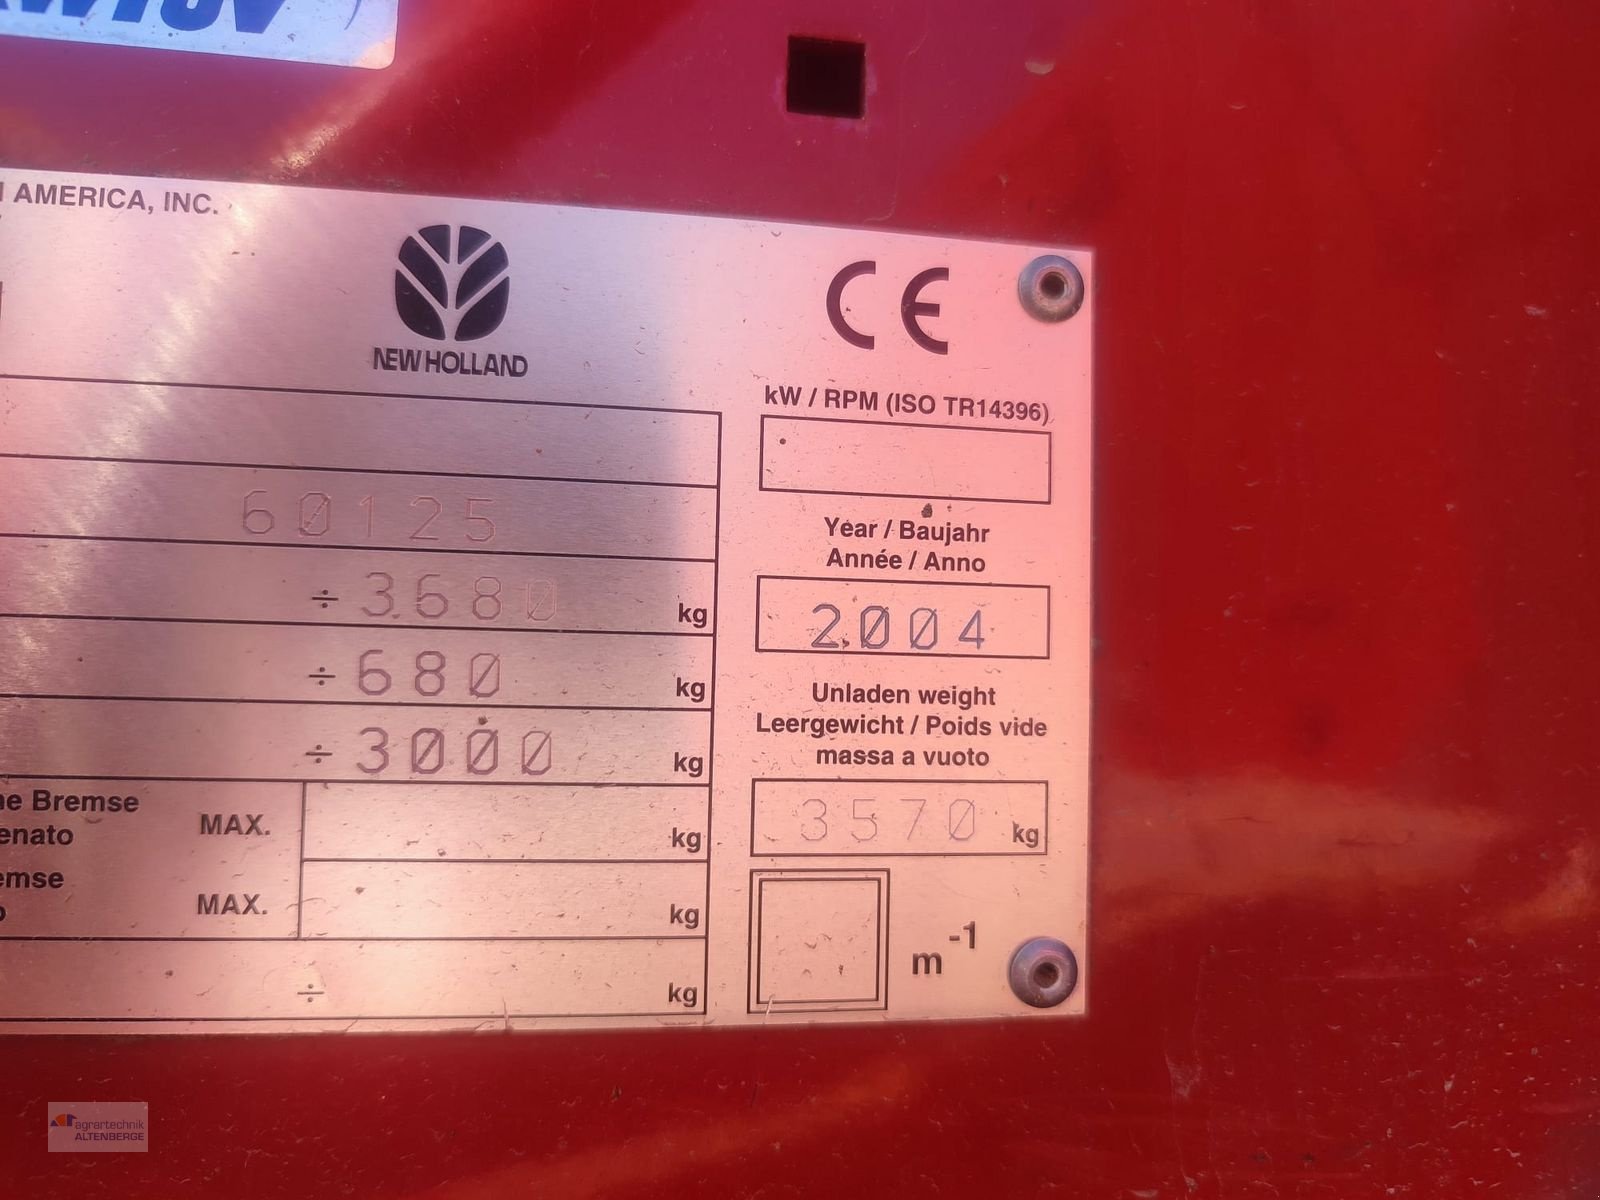 AMERICA, INC.
NEW HOLLAND
kW / RPM (ISO TR14396)
60125
Year / Baujahr
Année / Anno
÷ 3680 kg
2004
÷ 680 kg
Unladen weight
Leergewicht / Poids vide
massa a vuoto
÷ 3000 kg
3570 kg
Bremse
MAX. kg
MAX. kg
m-1
÷ kg
CE
agrartechnik
ALTENBERGE